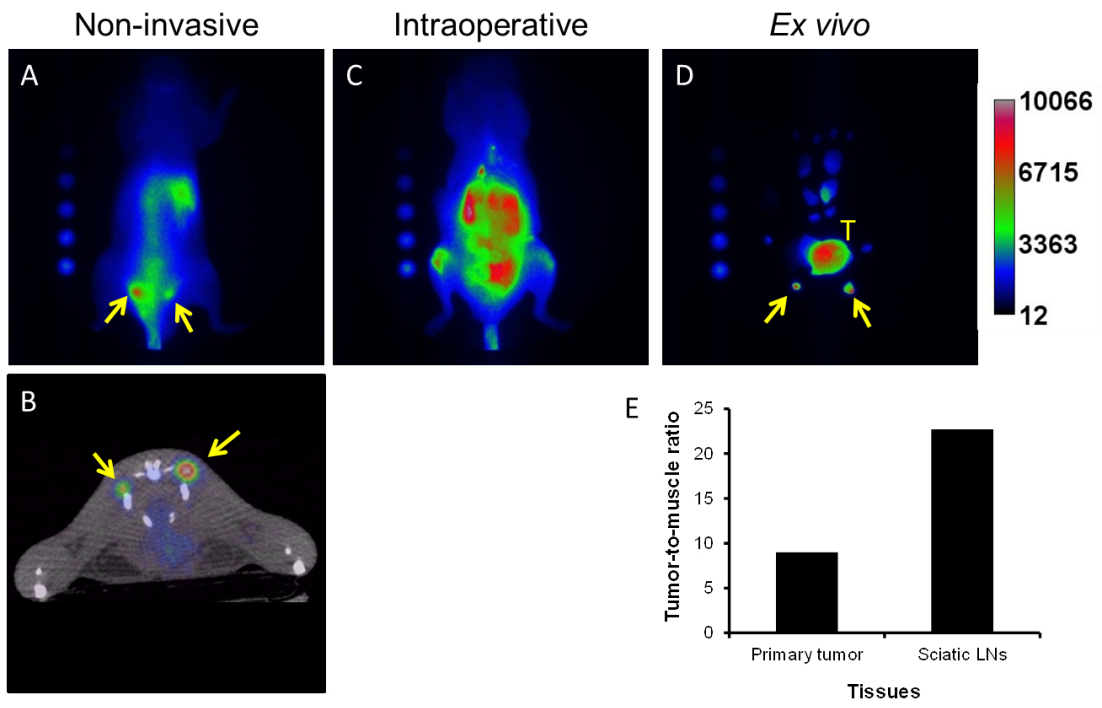 Non-invasive
Intraoperative
Ex vivo
A
C
D
T
10066
6715
3363
12
B
E
Tumor-to-muscle ratio
25
20
15
10
5
0
Primary tumor
Sciatic LNs
Tissues